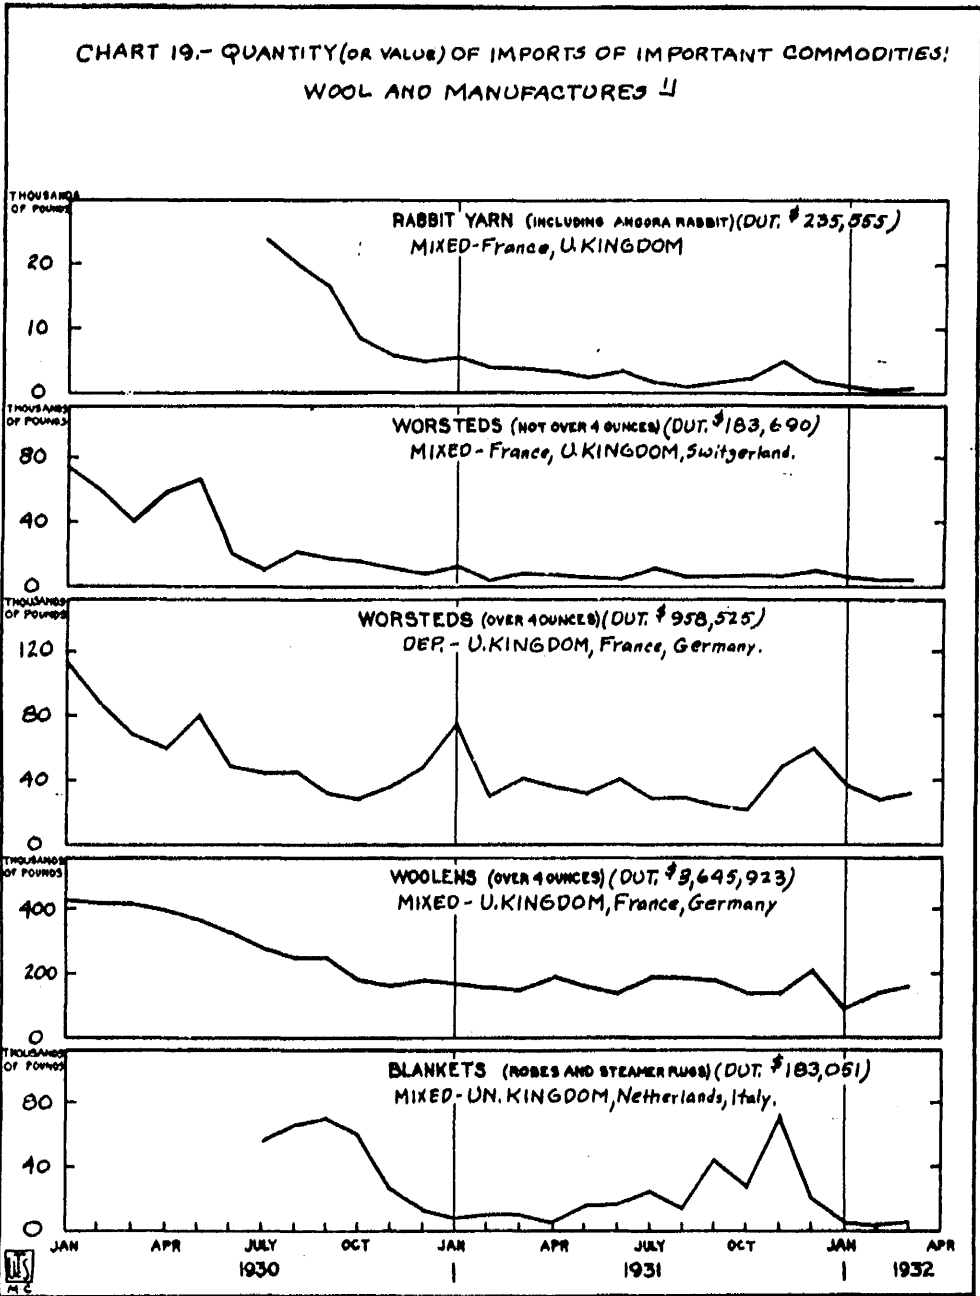 CHART 19.- QUANTITY (OR VALUE) OF IMPORTS OF IMPORTANT COMMODITIES:
WOOL AND MANUFACTURES 1/
THOUSANDS
OF POUNDS
RABBIT YARN (INCLUDING ANGORA RABBIT) (DUT. $235,555)
MIXED-France, U.KINGDOM
20
10
0
THOUSANDS
OF POUNDS
WORSTEDS (NOT OVER 4 OUNCES) (DUT. $183,690)
MIXED - France, U.KINGDOM, Switzerland.
80
40
0
THOUSANDS
OF POUNDS
WORSTEDS (OVER 4 OUNCES) (DUT. $958,525)
DEP. - U.KINGDOM, France, Germany.
120
80
40
0
THOUSANDS
OF POUNDS
WOOLENS (OVER 4 OUNCES) (DUT. $3,645,923)
MIXED - U.KINGDOM, France, Germany
400
200
0
THOUSANDS
OF POUNDS
BLANKETS (ROBES AND STEAMER RUGS) (DUT. $183,051)
MIXED - UN. KINGDOM, Netherlands, Italy.
80
40
0
JAN APR JULY OCT JAN APR JULY OCT JAN APR
1930 1931 1932
UTS
MC